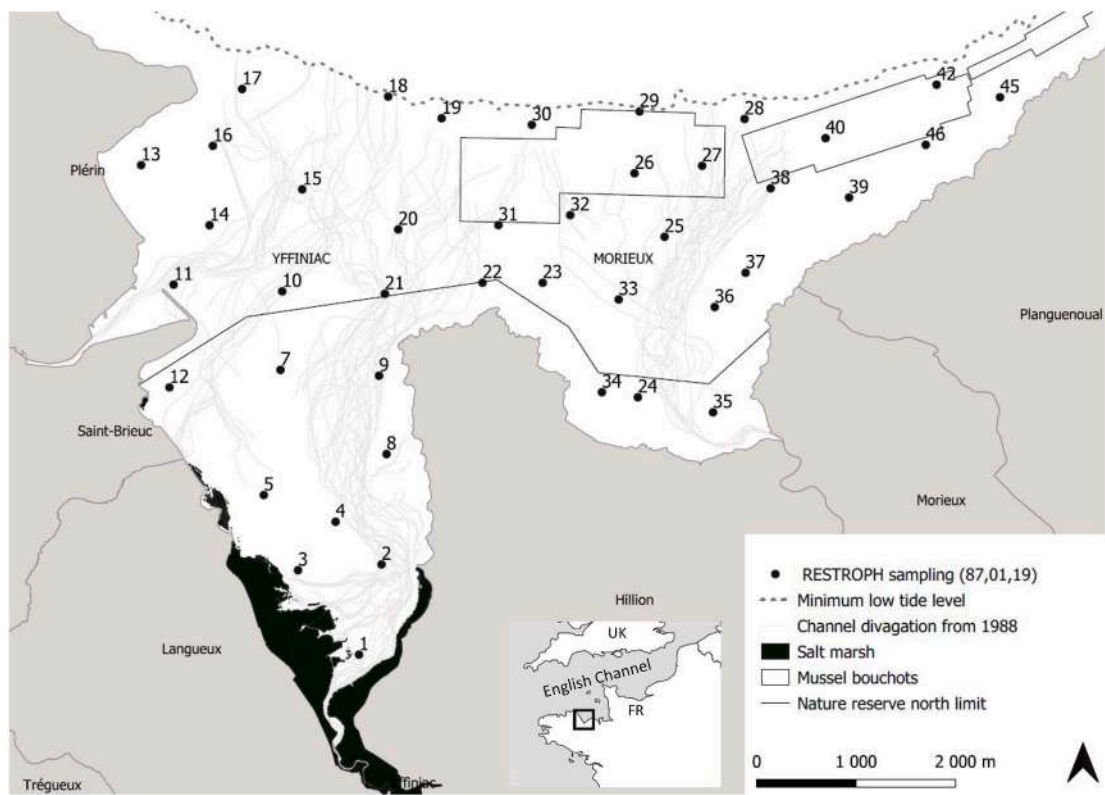 17
18
42
45
19
30
29
28
16
40
46
13
Plérin
26
27
15
38
39
14
20
31
32
25
YFFINIAC
MORIEUX
37
11
10
21
22
23
33
36
Planguenoual
7
9
12
34
24
35
Saint-Brieuc
8
5
4
Morieux
3
2
RESTROPH sampling (87,01,19)
Minimum low tide level
Hillion
UK
Channel divagation from 1988
Langueux
1
Salt marsh
English Channel
Mussel bouchots
FR
Nature reserve north limit
0 1 000 2 000 m
Trégueux
ffiniac